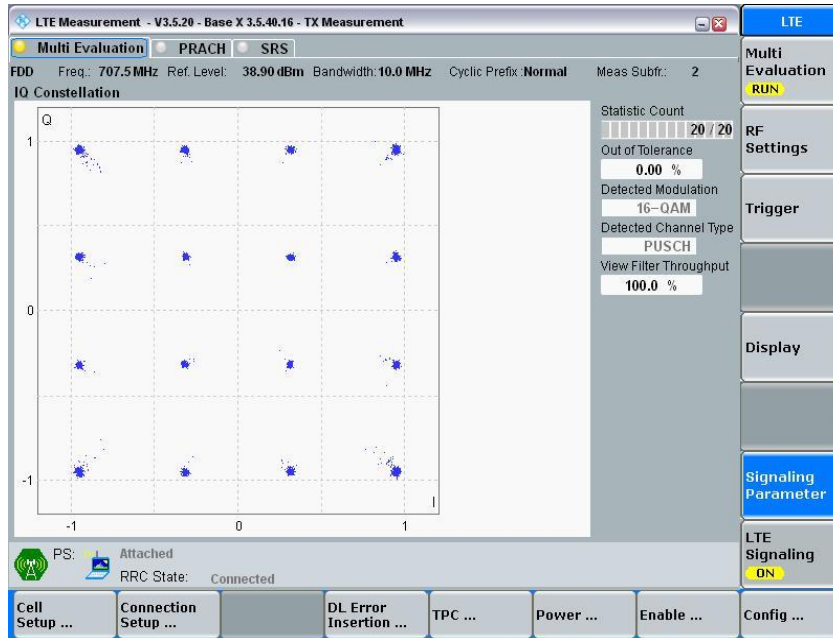 LTE Measurement - V3.5.20 - Base X 3.5.40.16 - TX Measurement
LTE
Multi Evaluation PRACH SRS
FDD Freq.: 707.5 MHz Ref. Level: 38.90 dBm Bandwidth: 10.0 MHz Cyclic Prefix :Normal Meas Subfr.: 2
IQ Constellation
Q
1
0
-1
-1 0 1
I
Statistic Count
20 / 20
Out of Tolerance
0.00 %
Detected Modulation
16-QAM
Detected Channel Type
PUSCH
View Filter Throughput
100.0 %
PS: Attached
RRC State: Connected
Multi
Evaluation
RUN
RF
Settings
Trigger
Display
Signaling
Parameter
LTE
Signaling
ON
Cell
Setup ...
Connection
Setup ...
DL Error
Insertion ...
TPC ...
Power ...
Enable ...
Config ...